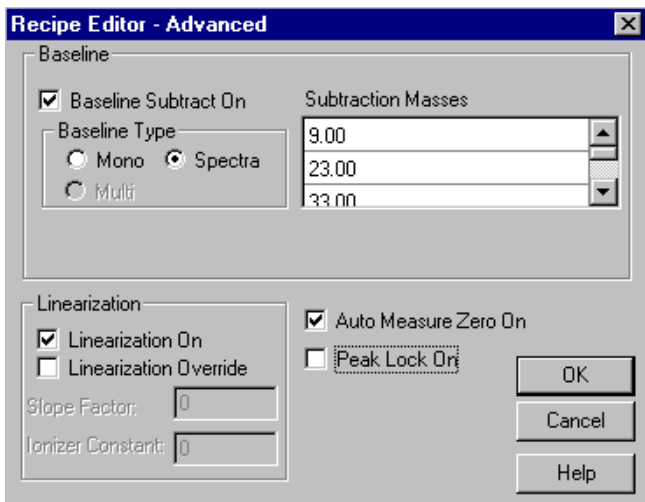 Recipe Editor - Advanced
Baseline
Baseline Subtract On
Subtraction Masses
Baseline Type
Mono
Spectra
Multi
9.00
23.00
33.00
Linearization
Linearization On
Linearization Override
Slope Factor: 0
Ionizer Constant: 0
Auto Measure Zero On
Peak Lock On
OK
Cancel
Help